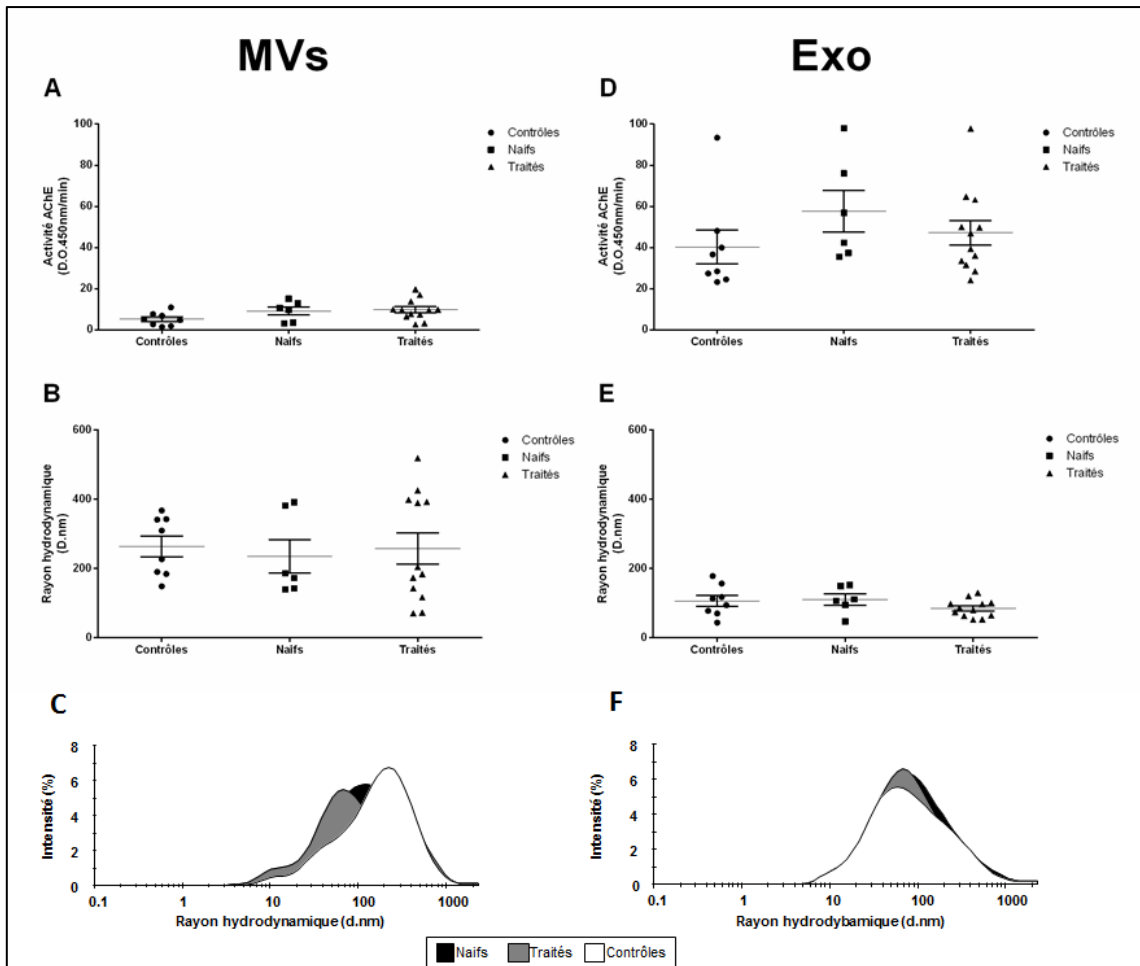 MVs
Exo
A
100
80
60
40
20
0
Activité AChE
(D.O.450nm/min)
Contrôles
Naifs
Traités
Contrôles
Naifs
Traités
D
100
80
60
40
20
0
Activité AChE
(D.O.450nm/min)
Contrôles
Naifs
Traités
Contrôles
Naifs
Traités
B
600
400
200
0
Rayon hydrodynamique
(D.nm)
Contrôles
Naifs
Traités
Contrôles
Naifs
Traités
E
600
400
200
0
Rayon hydrodynamique
(D.nm)
Contrôles
Naifs
Traités
Contrôles
Naifs
Traités
C
8
6
4
2
0
Intensité (%)
0.1 1 10 100 1000
Rayon hydrodynamique (d.nm)
F
8
6
4
2
0
Intensité (%)
0.1 1 10 100 1000
Rayon hydrodybamique (d.nm)
Naifs Traités Contrôles